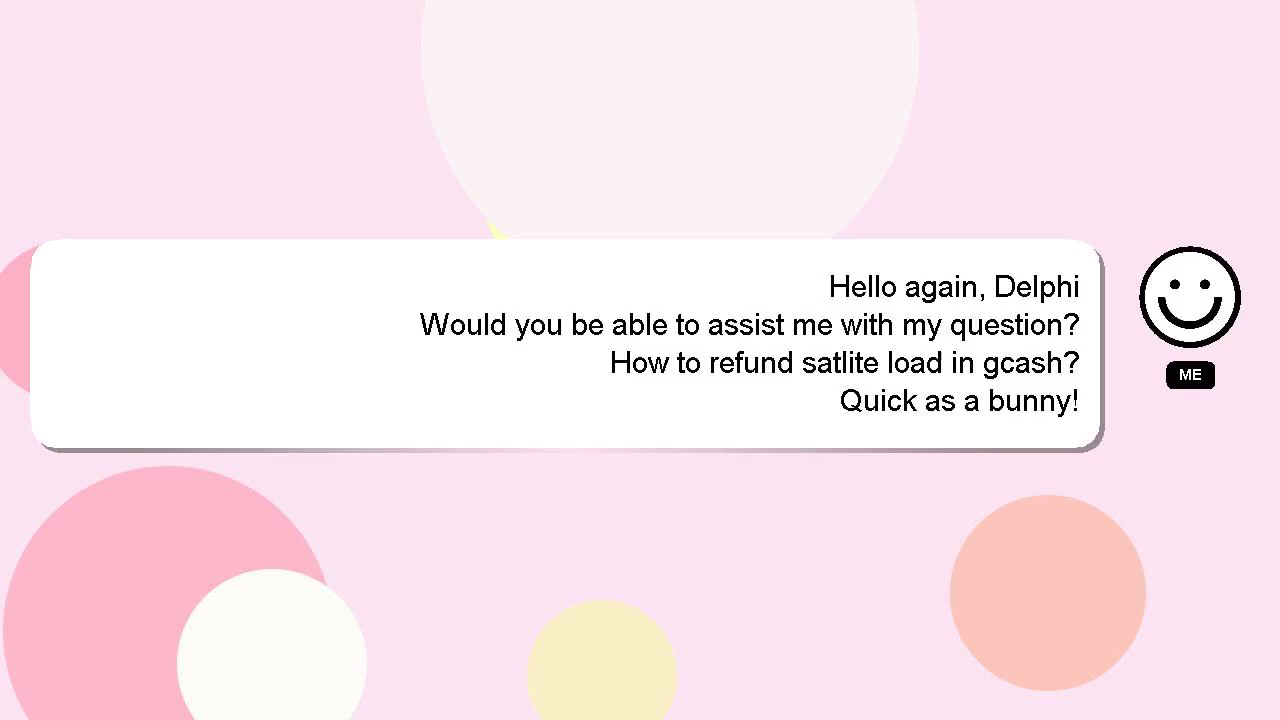 Hello again, Delphi
Would you be able to assist me with my question?
How to refund satlite load in gcash?
Quick as a bunny!
ME